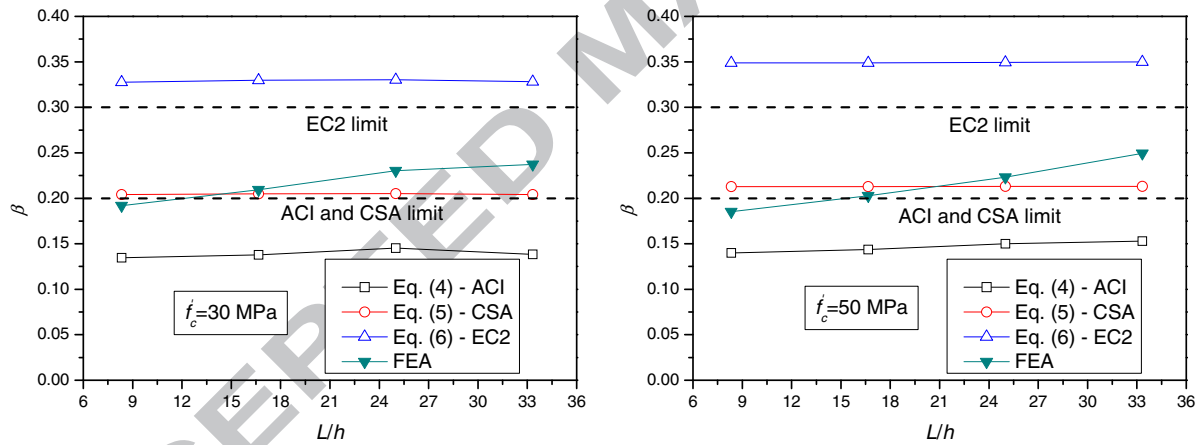 ACCEPTED MA
0.40
0.35
0.30
0.25
0.20
0.15
0.10
0.05
0.00
β
EC2 limit
ACI and CSA limit
f'c=30 MPa
Eq. (4) - ACI
Eq. (5) - CSA
Eq. (6) - EC2
FEA
6 9 12 15 18 21 24 27 30 33 36
L/h
0.40
0.35
0.30
0.25
0.20
0.15
0.10
0.05
0.00
β
EC2 limit
ACI and CSA limit
f'c=50 MPa
Eq. (4) - ACI
Eq. (5) - CSA
Eq. (6) - EC2
FEA
6 9 12 15 18 21 24 27 30 33 36
L/h